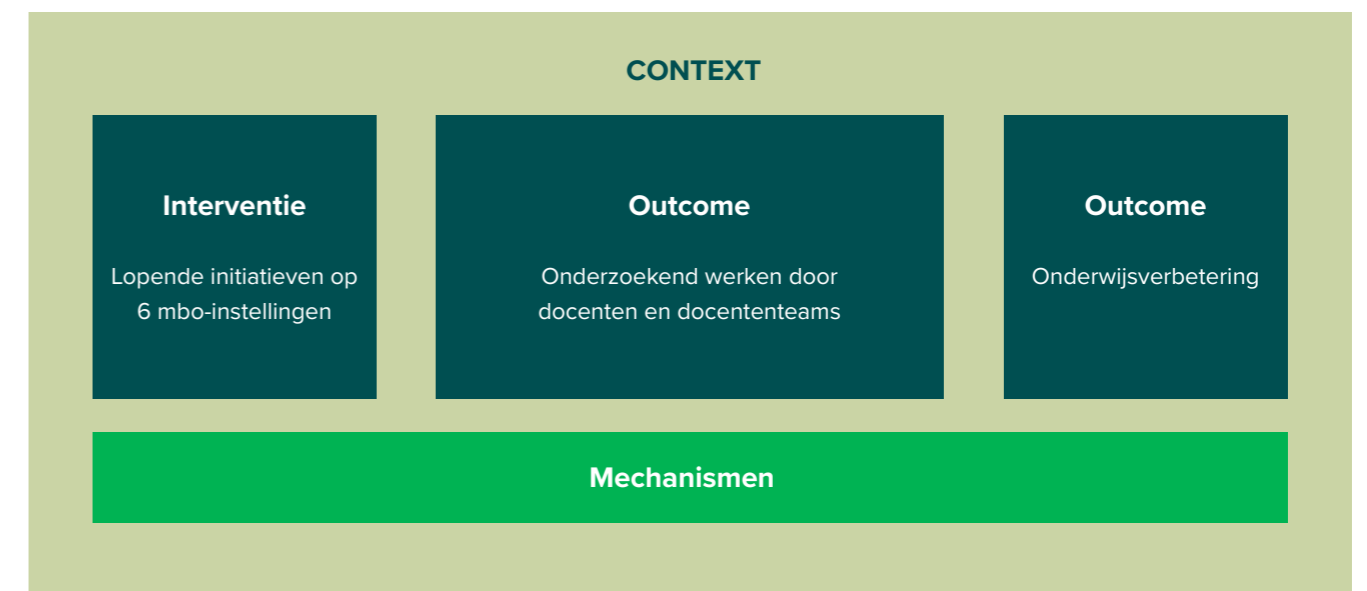 CONTEXT
Interventie
Lopende initiatieven op
6 mbo-instellingen
Outcome
Onderzoekend werken door
docenten en docententeams
Outcome
Onderwijsverbetering
Mechanismen